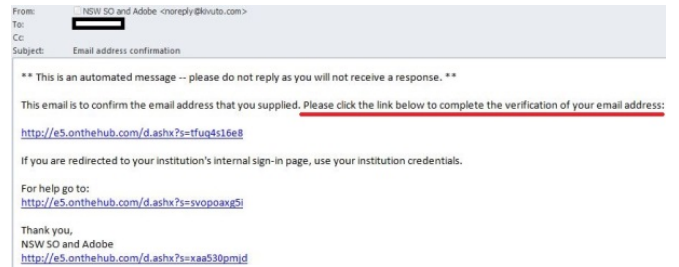 From: NSW SO and Adobe <noreply@kivuto.com>
To:
Cc:
Subject: Email address confirmation
** This is an automated message -- please do not reply as you will not receive a response. **
This email is to confirm the email address that you supplied. Please click the link below to complete the verification of your email address:
http://e5.onthehub.com/d.ashx?s=tfuq4s16e8
If you are redirected to your institution's internal sign-in page, use your institution credentials.
For help go to:
http://e5.onthehub.com/d.ashx?s=svopoaxg5i
Thank you,
NSW SO and Adobe
http://e5.onthehub.com/d.ashx?s=xaa530pmjd